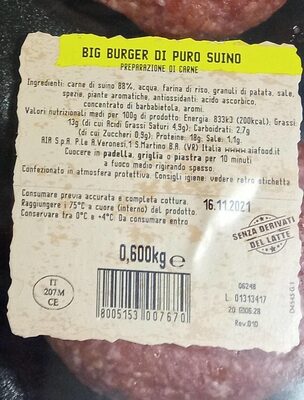 BIG BURGER DI PURO SUINO
PREPARAZIONE DI CARNE
Ingredienti: carne di suino 88%, acqua, farina di riso, granuli di patata, sale,
spezie, piante aromatiche, antiossidanti: acido ascorbico,
concentrato di barbabietola, aromi.
Valori nutrizionali medi per 100g di prodotto: Energia: 833kJ (200kcal), Grassi:
13g (di cui Acidi Grassi Saturi 4,9g); Carboidrati: 2.7g
(di cui Zuccheri 0,9g); Proteine: 18g; Sale: 1.1g.
AIA S.p.A. P.le A.Veronesi,1 S.Martino B.A. (VR) Italia www.aiafood.it
Cuocere in padella, griglia o piastra per 10 minuti
a fuoco medio rigirando spesso.
Confezionato in atmosfera protettiva. Consigli igiene: vedere retro etichetta
Consumare previa accurata e completa cottura.
Raggiungere i 75°C a cuore (interno) del prodotto.
Conservare fra 0°C e +4°C. Da consumare entro
16.11.2021
0,600kg e
SENZA DERIVATI
DEL LATTE
IT
207M
CE
8005153 007670
06248
L. 01313417
20 0606:28
Rev.010